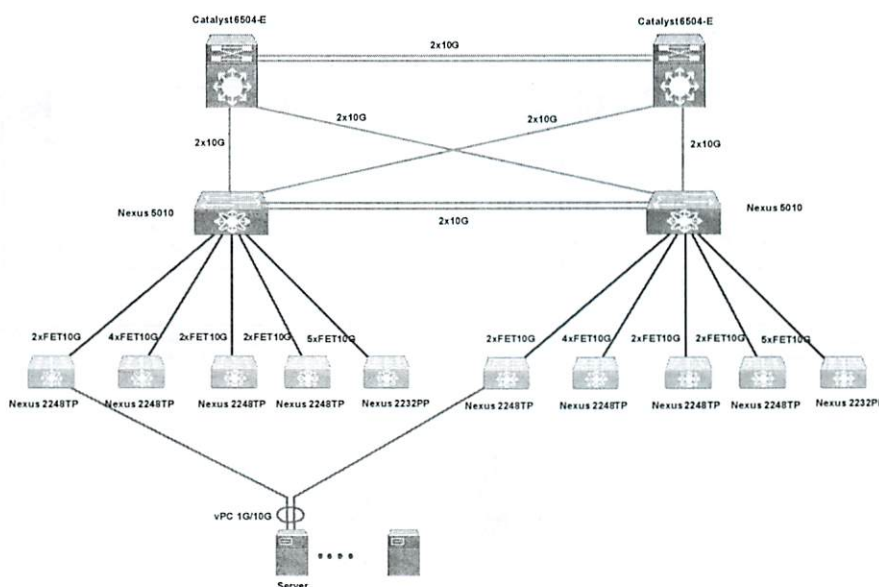 Catalyst6504-E
Catalyst6504-E
2x10G
2x10G
2x10G
2x10G
2x10G
Nexus 5010
Nexus 5010
2x10G
2xFET10G
4xFET10G
2xFET10G
2xFET10G
5xFET10G
2xFET10G
4xFET10G
2xFET10G
2xFET10G
5xFET10G
Nexus 2248TP
Nexus 2248TP
Nexus 2248TP
Nexus 2248TP
Nexus 2232PP
Nexus 2248TP
Nexus 2248TP
Nexus 2248TP
Nexus 2248TP
Nexus 2232P
vPC 1G/10G
Server